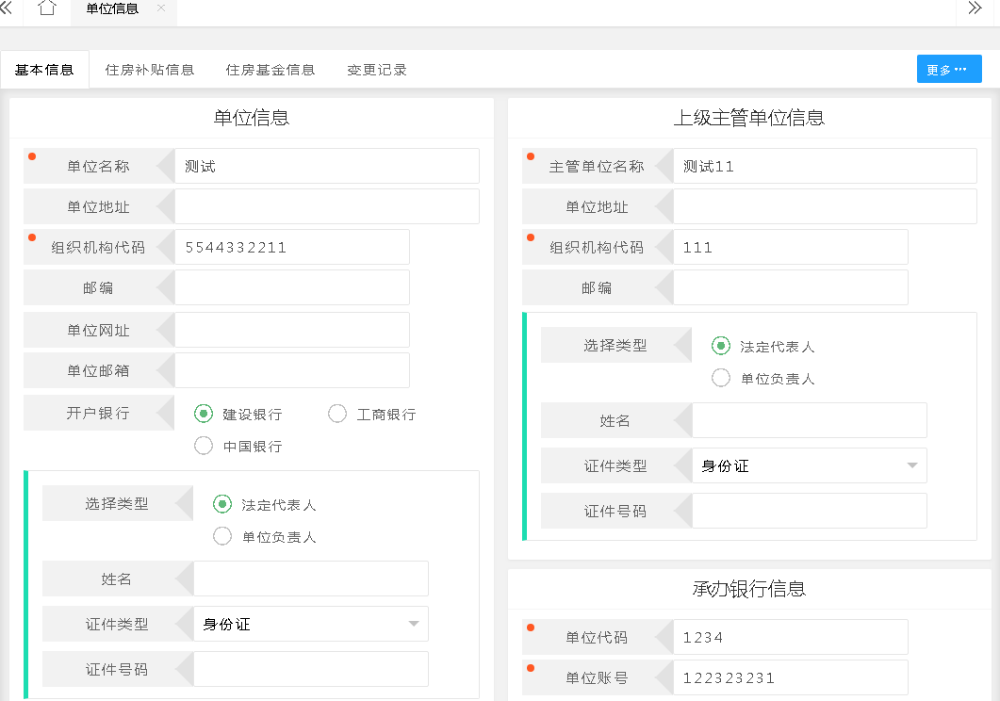 单位信息
基本信息 住房补贴信息 住房基金信息 变更记录 更多
单位信息
单位名称 测试
单位地址
组织机构代码 5544332211
邮编
单位网址
单位邮箱
开户银行 建设银行 工商银行
中国银行
选择类型 法定代表人
单位负责人
姓名
证件类型 身份证
证件号码
上级主管单位信息
主管单位名称 测试11
单位地址
组织机构代码 111
邮编
选择类型 法定代表人
单位负责人
姓名
证件类型 身份证
证件号码
承办银行信息
单位代码 1234
单位账号 122323231